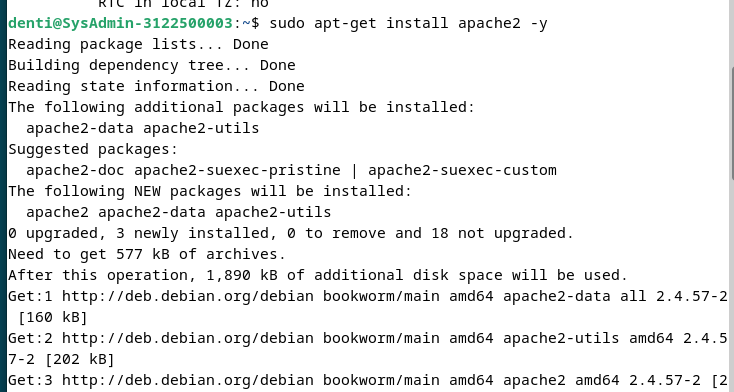 RTC in local TZ: no
denti@SysAdmin-3122500003:~$ sudo apt-get install apache2 -y
Reading package lists... Done
Building dependency tree... Done
Reading state information... Done
The following additional packages will be installed:
  apache2-data apache2-utils
Suggested packages:
  apache2-doc apache2-suexec-pristine | apache2-suexec-custom
The following NEW packages will be installed:
  apache2 apache2-data apache2-utils
0 upgraded, 3 newly installed, 0 to remove and 18 not upgraded.
Need to get 577 kB of archives.
After this operation, 1,890 kB of additional disk space will be used.
Get:1 http://deb.debian.org/debian bookworm/main amd64 apache2-data all 2.4.57-2
 [160 kB]
Get:2 http://deb.debian.org/debian bookworm/main amd64 apache2-utils amd64 2.4.5
7-2 [202 kB]
Get:3 http://deb.debian.org/debian bookworm/main amd64 apache2 amd64 2.4.57-2 [2